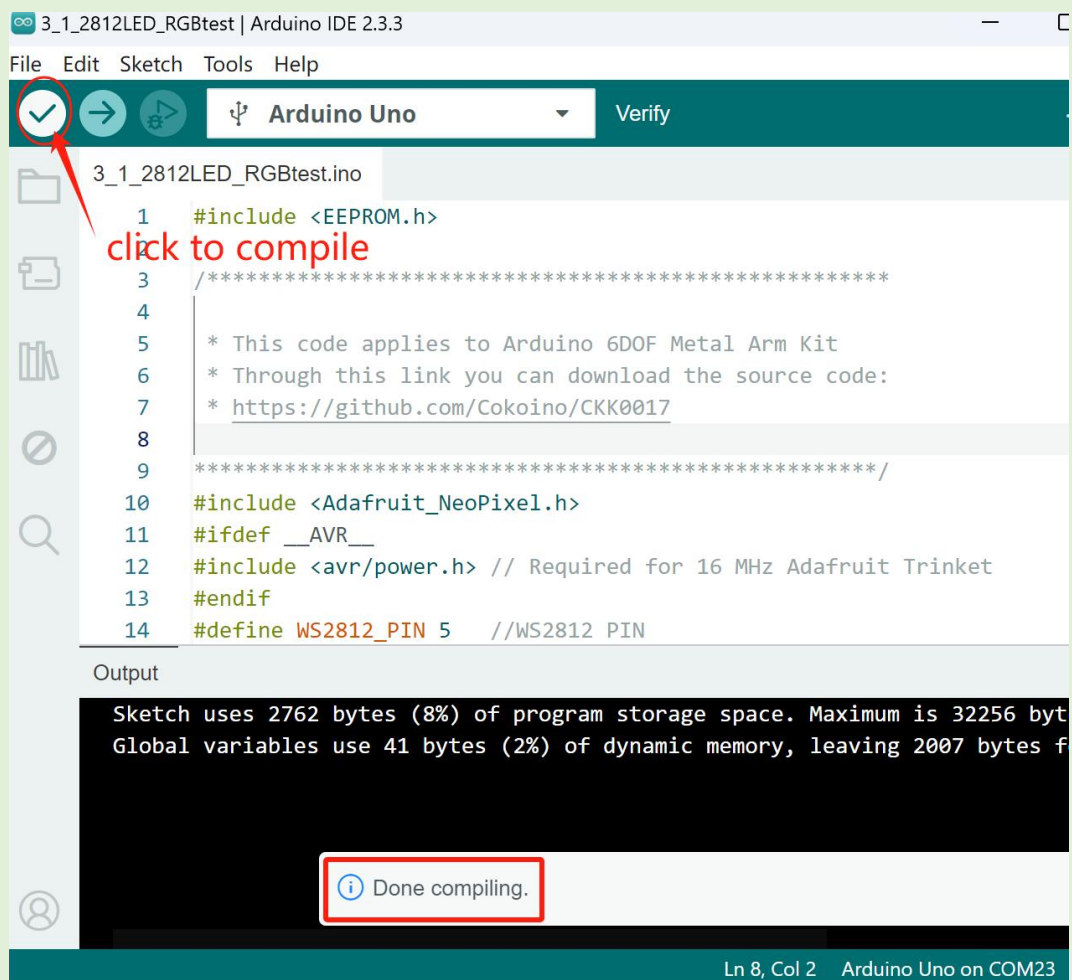 3_1_2812LED_RGBtest | Arduino IDE 2.3.3
File Edit Sketch Tools Help
Arduino Uno
Verify
3_1_2812LED_RGBtest.ino
1 #include <EEPROM.h>
2
click to compile
3 /*****************************************************
4
5 * This code applies to Arduino 6DOF Metal Arm Kit
6 * Through this link you can download the source code:
7 * https://github.com/Cokoino/CKK0017
8
9 *****************************************************/
10 #include <Adafruit_NeoPixel.h>
11 #ifdef __AVR__
12 #include <avr/power.h> // Required for 16 MHz Adafruit Trinket
13 #endif
14 #define WS2812_PIN 5 //WS2812 PIN
Output
Sketch uses 2762 bytes (8%) of program storage space. Maximum is 32256 byt
Global variables use 41 bytes (2%) of dynamic memory, leaving 2007 bytes f
Done compiling.
Ln 8, Col 2 Arduino Uno on COM23